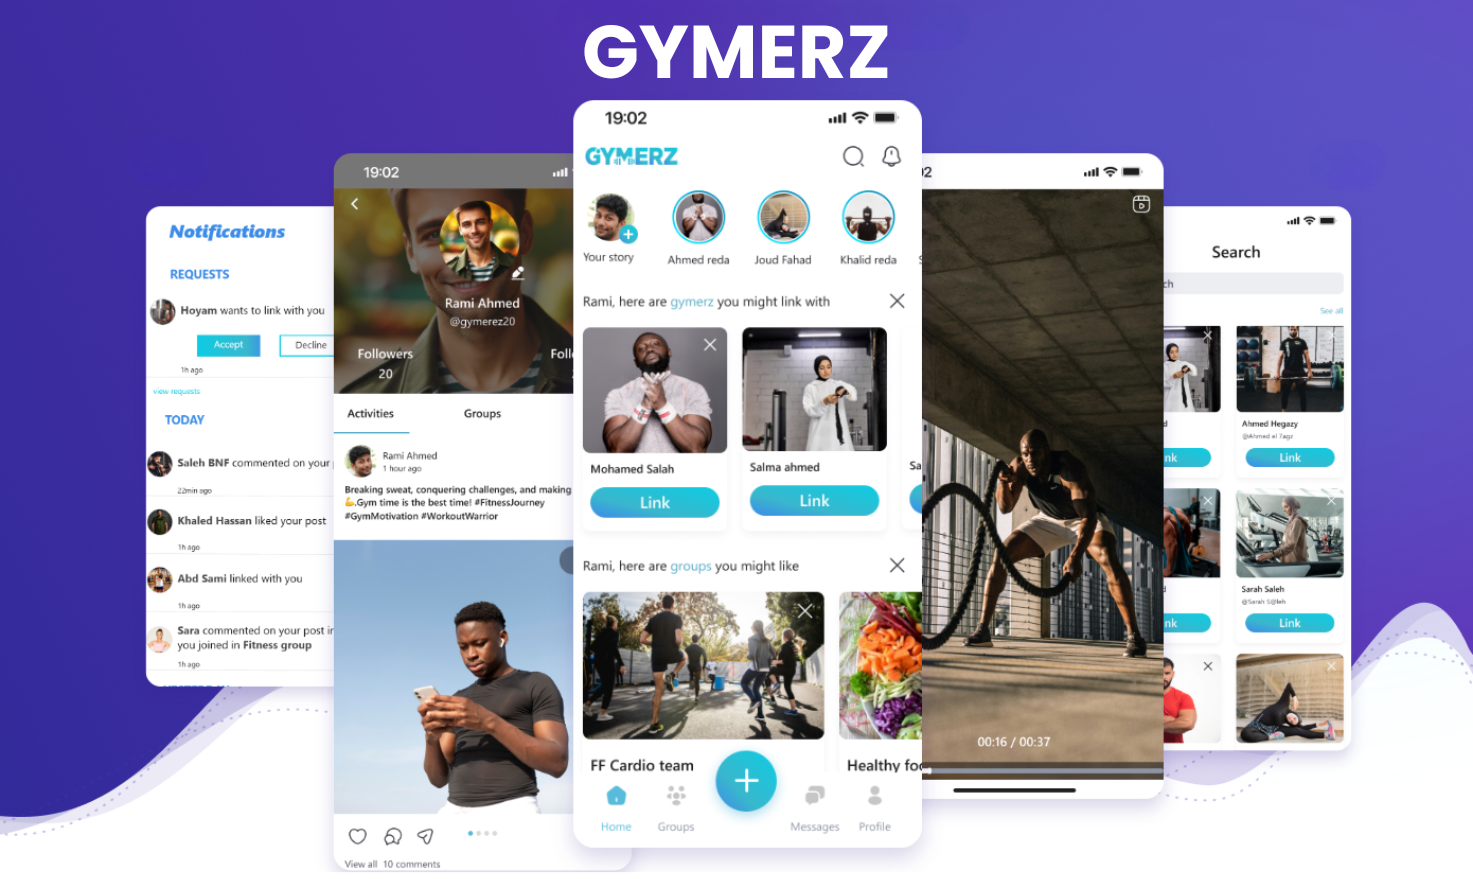 GYMERZ
Notifications
REQUESTS
Hoyam wants to link with you
Accept
Decline
1h ago
view requests
TODAY
Saleh BNF commented on your
22min ago
Khaled Hassan liked your post
1h ago
Abd Sami linked with you
1h ago
Sara commented on your post in
you joined in Fitness group
1h ago
19:02
Rami Ahmed
@gymerez20
Followers
20
Foll
Activities
Groups
Rami Ahmed
1 hour ago
Breaking sweat, conquering challenges, and making
💪.Gym time is the best time! #FitnessJourney
#GymMotivation #WorkoutWarrior
View all 10 comments
19:02
GYMERZ
Your story
Ahmed reda
Joud Fahad
Khalid reda
S
Rami, here are gymerz you might link with
Mohamed Salah
Link
Salma ahmed
Link
Sa
Rami, here are groups you might like
FF Cardio team
Healthy foo
Home
Groups
Messages
Profile
02
00:16 / 00:37
Search
ch
See all
d
nk
Ahmed Hegazy
@Ahmed el 7agz
Link
d
nk
Sarah Saleh
@Sarah S@leh
Link